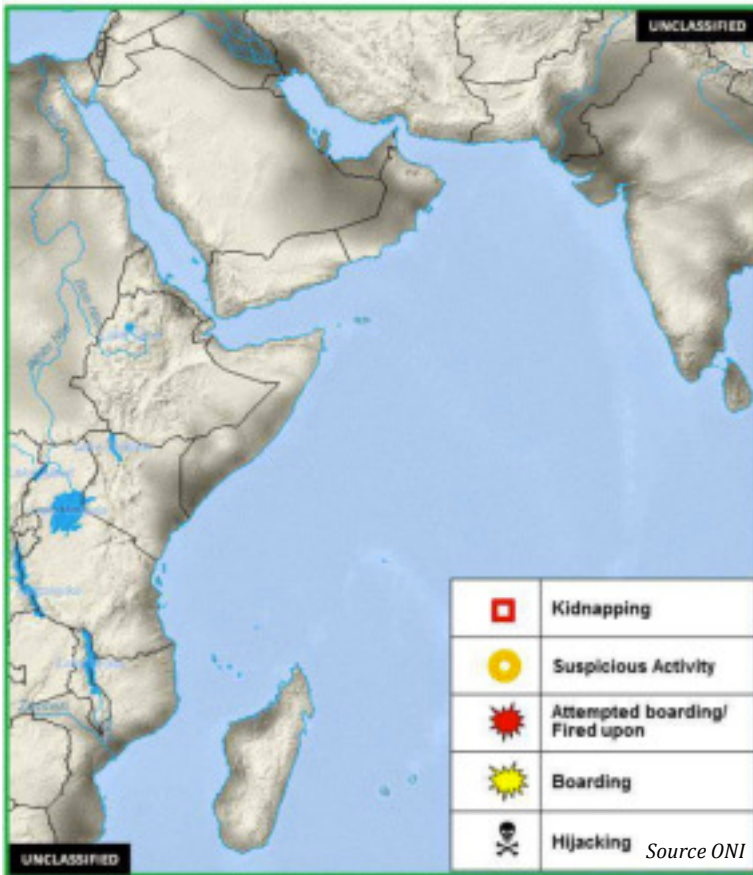 UNCLASSIFIED
Kidnapping
Suspicious Activity
Attempted boarding/
Fired upon
Boarding
Hijacking
Source ONI
UNCLASSIFIED